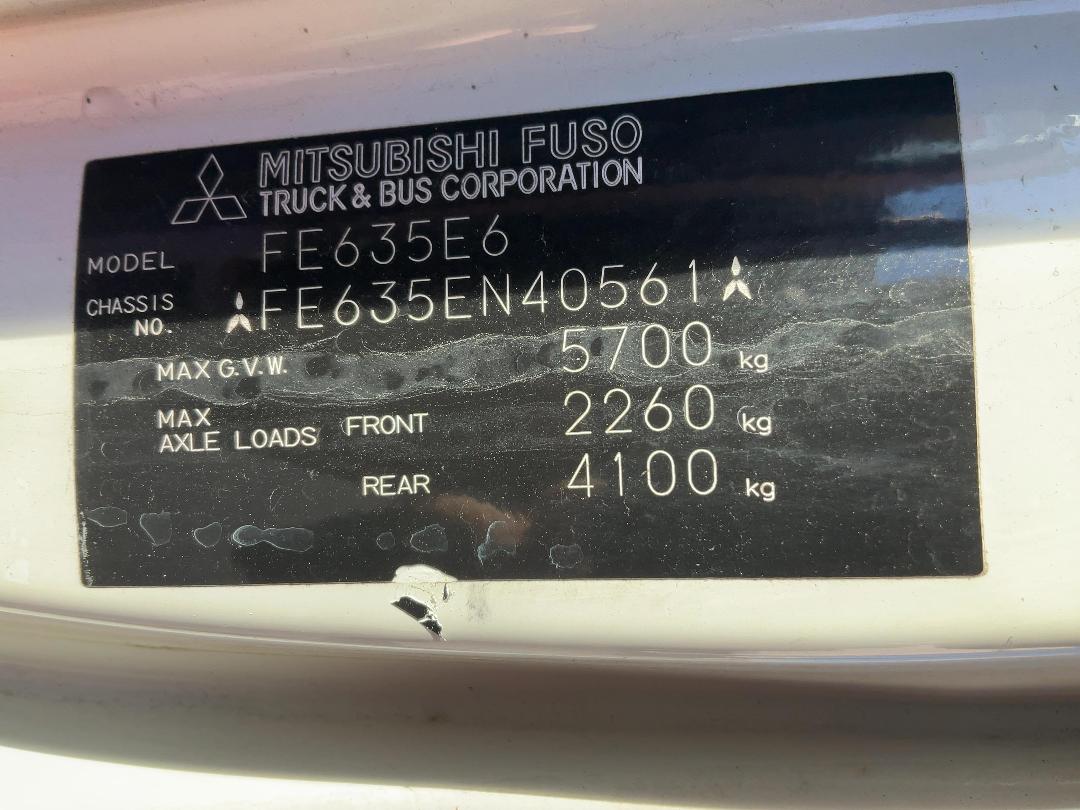 MITSUBISHI FUSO
TRUCK & BUS CORPORATION
MODEL FE635E6
CHASSIS NO. FE635EN40561
MAX G.V.W. 5700 kg
MAX AXLE LOADS FRONT 2260 kg
REAR 4100 kg